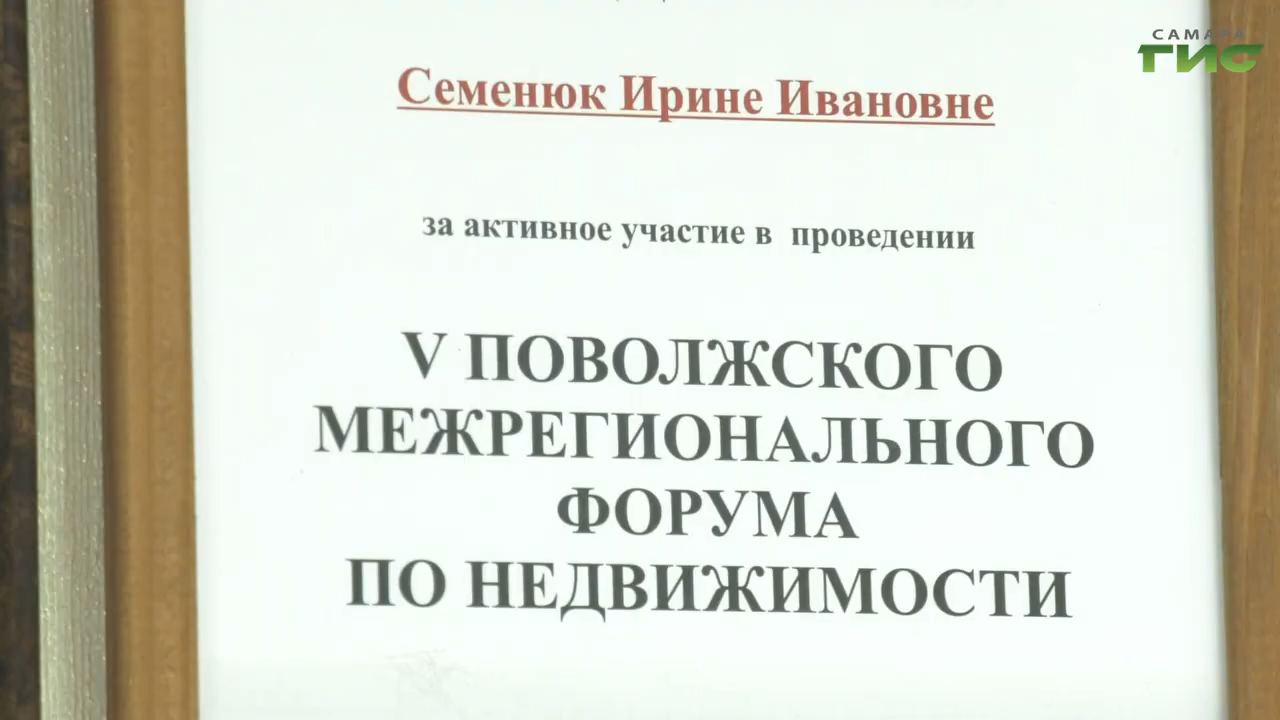 САМАРА
ГИС
Семенюк Ирине Ивановне
за активное участие в проведении
V ПОВОЛЖСКОГО
МЕЖРЕГИОНАЛЬНОГО
ФОРУМА
ПО НЕДВИЖИМОСТИ